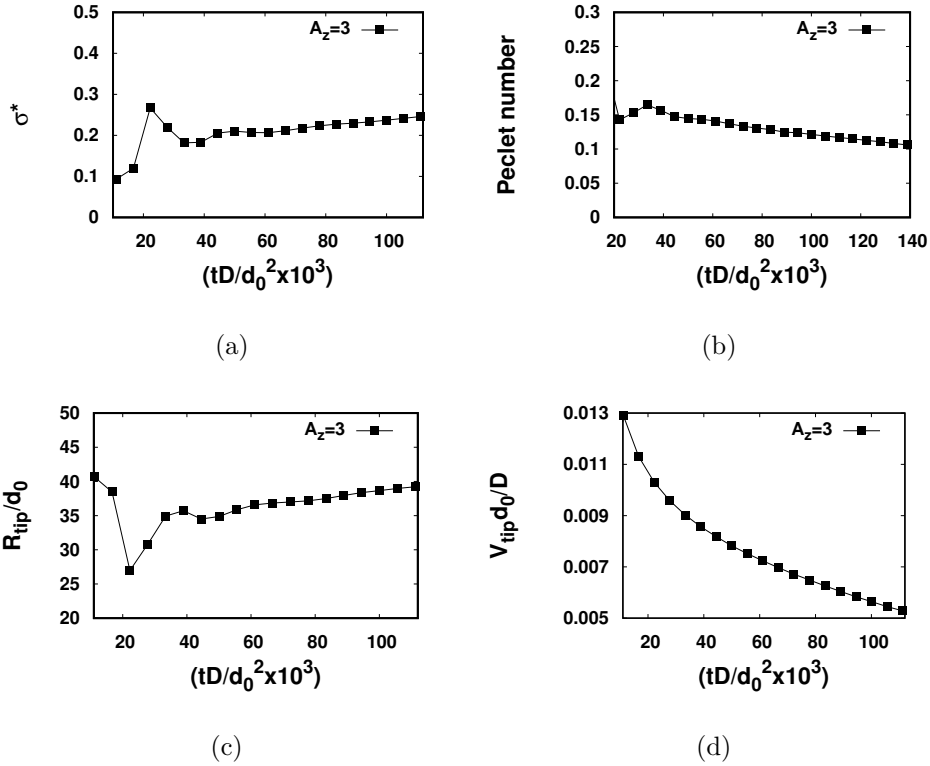 0.5
0.4
0.3
0.2
0.1
0
σ*
A_z=3
20 40 60 80 100
(tD/d_0^2x10^3)
(a)
0.3
0.25
0.2
0.15
0.1
0.05
0
Peclet number
A_z=3
20 40 60 80 100 120 140
(tD/d_0^2x10^3)
(b)
50
45
40
35
30
25
20
R_tip/d_0
A_z=3
20 40 60 80 100
(tD/d_0^2x10^3)
(c)
0.013
0.011
0.009
0.007
0.005
V_tip d_0/D
A_z=3
20 40 60 80 100
(tD/d_0^2x10^3)
(d)